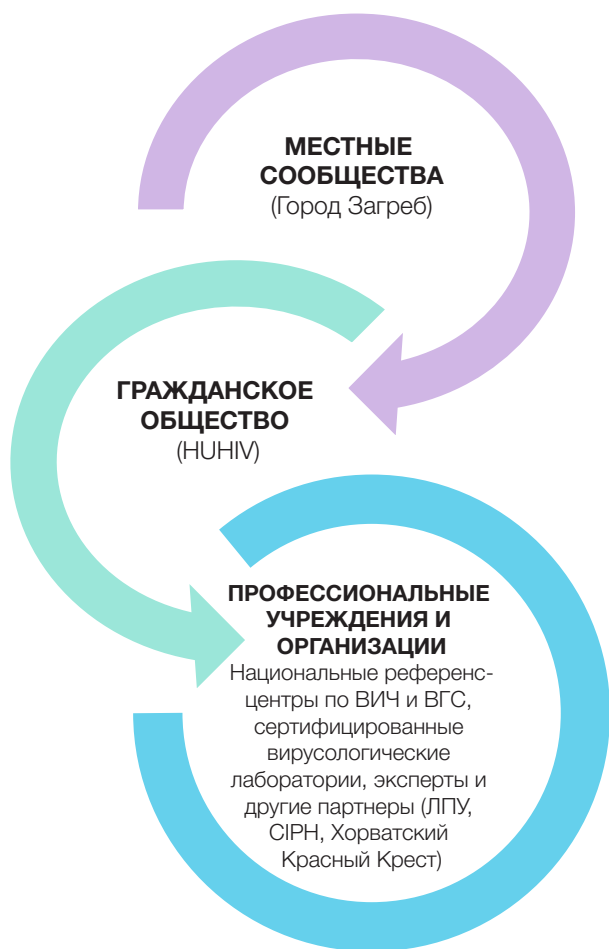 МЕСТНЫЕ
СООБЩЕСТВА
(Город Загреб)
ГРАЖДАНСКОЕ
ОБЩЕСТВО
(HUHIV)
ПРОФЕССИОНАЛЬНЫЕ
УЧРЕЖДЕНИЯ И
ОРГАНИЗАЦИИ
Национальные референс-
центры по ВИЧ и ВГС,
сертифицированные
вирусологические
лаборатории, эксперты и
другие партнеры (ЛПУ,
CIPH, Хорватский
Красный Крест)